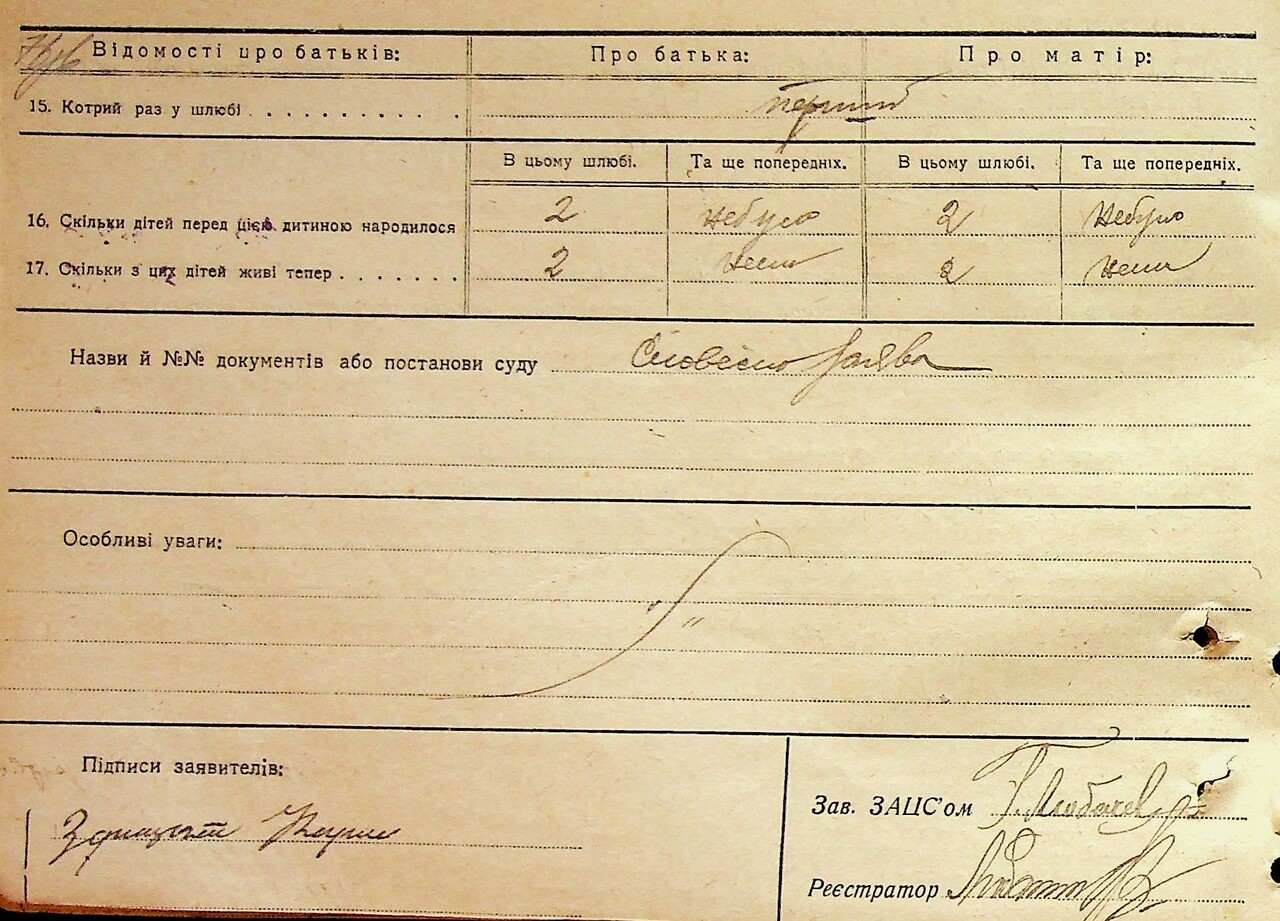 Відомості про батьків: Про батька: Про матір:
15. Котрий раз у шлюбі перший
В цьому шлюбі. Та ще попередніх. В цьому шлюбі. Та ще попередніх.
16. Скільки дітей перед цією дитиною народилося 2 небуло 2 небуло
17. Скільки з цих дітей живі тепер 2 нема 2 нема
Назви й №№ документів або постанови суду Словесно заява
Особливі уваги:
Підписи заявителів:
Зав. ЗАЦС'ом
Реєстратор